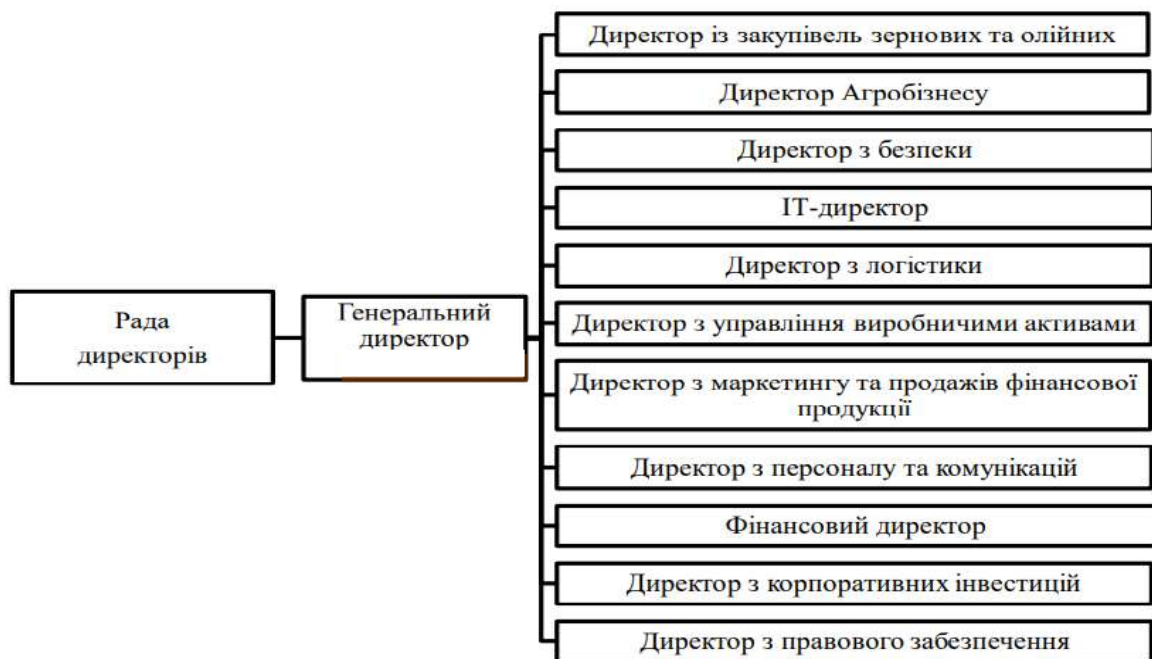 Рада
директорів
Генеральний
директор
Директор із закупівель зернових та олійних
Директор Агробізнесу
Директор з безпеки
ІТ-директор
Директор з логістики
Директор з управління виробничими активами
Директор з маркетингу та продажів фінансової
продукції
Директор з персоналу та комунікацій
Фінансовий директор
Директор з корпоративних інвестицій
Директор з правового забезпечення